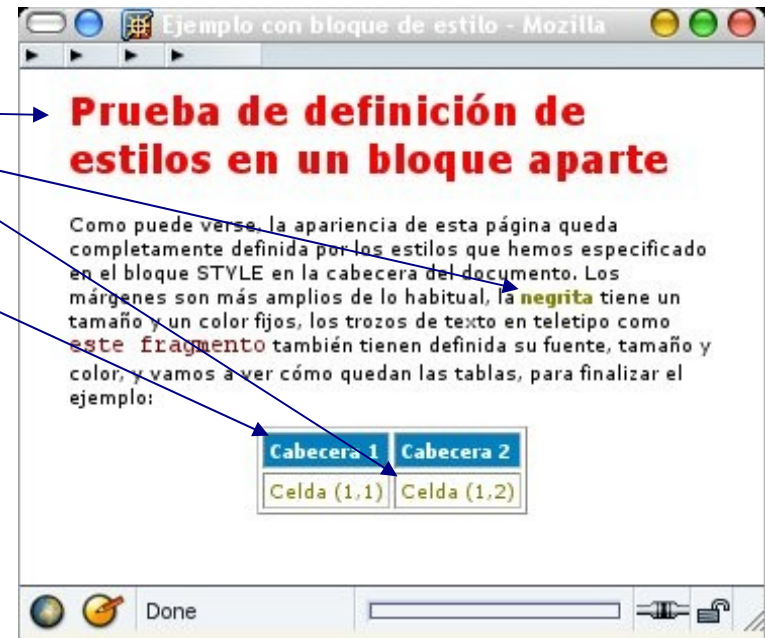 Ejemplo con bloque de estilo - Mozilla
Prueba de definición de
estilos en un bloque aparte
Como puede verse, la apariencia de esta página queda
completamente definida por los estilos que hemos especificado
en el bloque STYLE en la cabecera del documento. Los
márgenes son más amplios de lo habitual, la negrita tiene un
tamaño y un color fijos, los trozos de texto en teletipo como
este fragmento también tienen definida su fuente, tamaño y
color, y vamos a ver cómo quedan las tablas, para finalizar el
ejemplo:
Cabecera 1 Cabecera 2
Celda (1,1) Celda (1,2)
Done